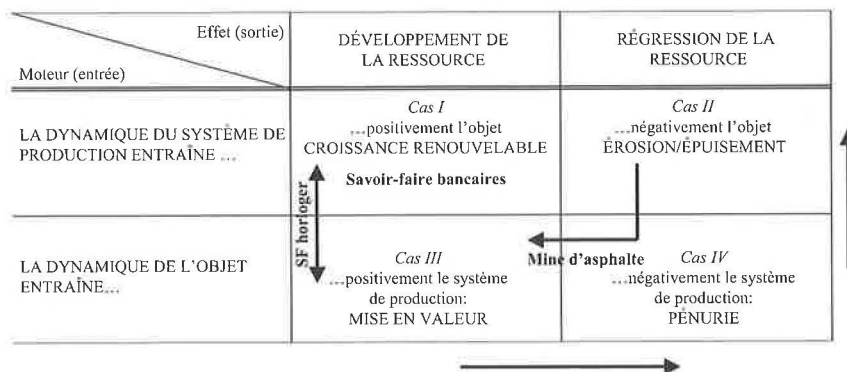 Effet (sortie)
Moteur (entrée)
DÉVELOPPEMENT DE
LA RESSOURCE
RÉGRESSION DE LA
RESSOURCE
LA DYNAMIQUE DU SYSTÈME DE
PRODUCTION ENTRAÎNE ...
Cas I
...positivement l'objet
CROISSANCE RENOUVELABLE
Savoir-faire bancaires
Cas II
...négativement l'objet
ÉROSION/ÉPUISEMENT
SF horloger
Mine d'asphalte
LA DYNAMIQUE DE L'OBJET
ENTRAÎNE...
Cas III
...positivement le système
de production:
MISE EN VALEUR
Cas IV
...négativement le système
de production:
PÉNURIE